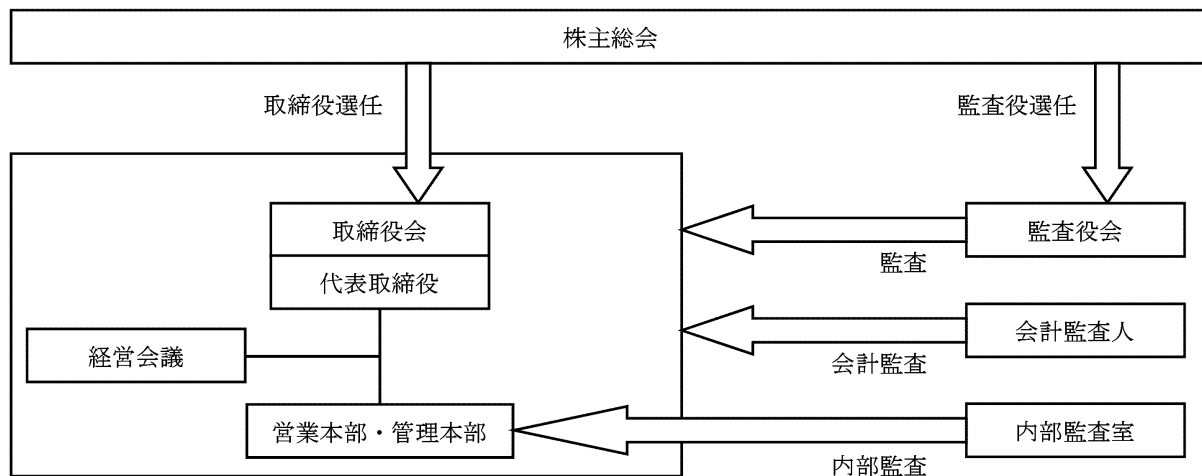 株主総会
取締役選任
監査役選任
取締役会
監査役会
監査
代表取締役
会計監査人
経営会議
会計監査
営業本部・管理本部
内部監査室
内部監査